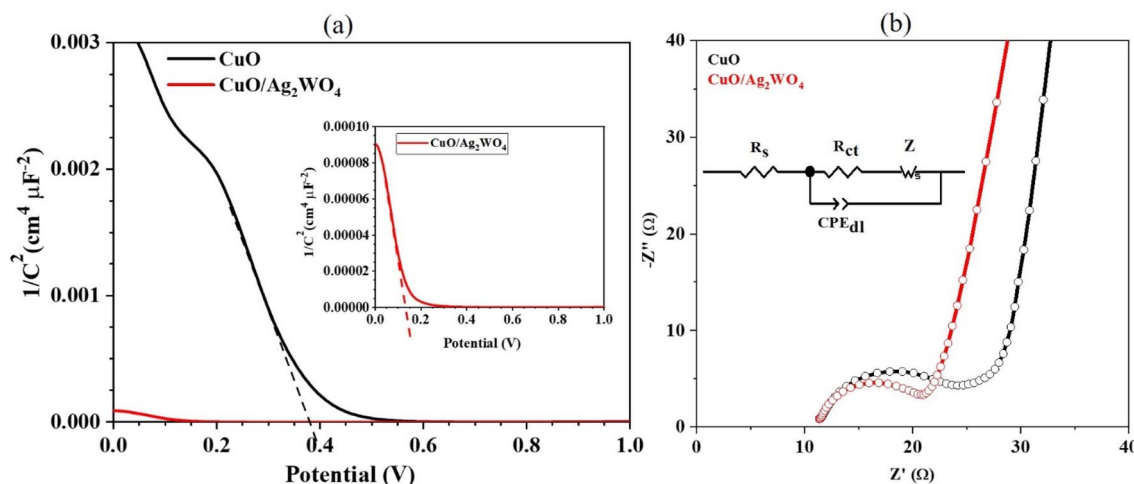 (a)
0.003
0.002
0.001
0.000
1/C²(cm⁴ μF⁻²)
CuO
CuO/Ag₂WO₄
0.0 0.2 0.4 0.6 0.8 1.0
Potential (V)
0.00010
0.00008
0.00006
0.00004
0.00002
0.00000
1/C²(cm⁴ μF⁻²)
CuO/Ag₂WO₄
0.0 0.2 0.4 0.6 0.8 1.0
Potential (V)
(b)
40
30
20
10
0
-Z'' (Ω)
CuO
CuO/Ag₂WO₄
Rₛ R_ct Z
s
CPE_dl
0 10 20 30 40
Z' (Ω)